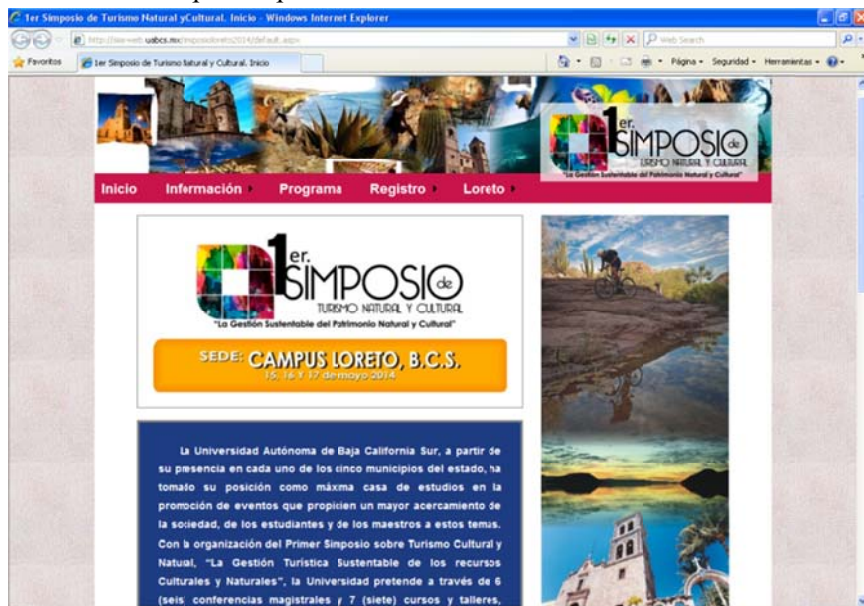 1er Simposio de Turismo Natural yCultural. Inicio - Windows Internet Explorer
uabcs.mx
Web Search
Favoritos
1er Simposio de Turismo Natural y Cultural. Inicio
Página
Seguridad
Herramientas
1er.
SIMPOSIO de
TURISMO NATURAL Y CULTURAL
"La Gestión Sustentable del Patrimonio Natural y Cultural"
Inicio Información Programa Registro Loreto
1er.
SIMPOSIO de
TURISMO NATURAL Y CULTURAL
"La Gestión Sustentable del Patrimonio Natural y Cultural"
SEDE: CAMPUS LORETO, B.C.S.
15, 16 Y 17 de mayo 2014
La Universidad Autónoma de Baja California Sur, a partir de
su presencia en cada uno de los cinco municipios del estado, ha
tomado su posición como máxima casa de estudios en la
promoción de eventos que propicien un mayor acercamiento de
la sociedad, de los estudiantes y de los maestros a estos temas.
Con la organización del Primer Simposio sobre Turismo Cultural y
Natual, "La Gestión Turística Sustentable de los recursos
Culturales y Naturales", la Universidad pretende a través de 6
(seis) conferencias magistrales y 7 (siete) cursos y talleres,